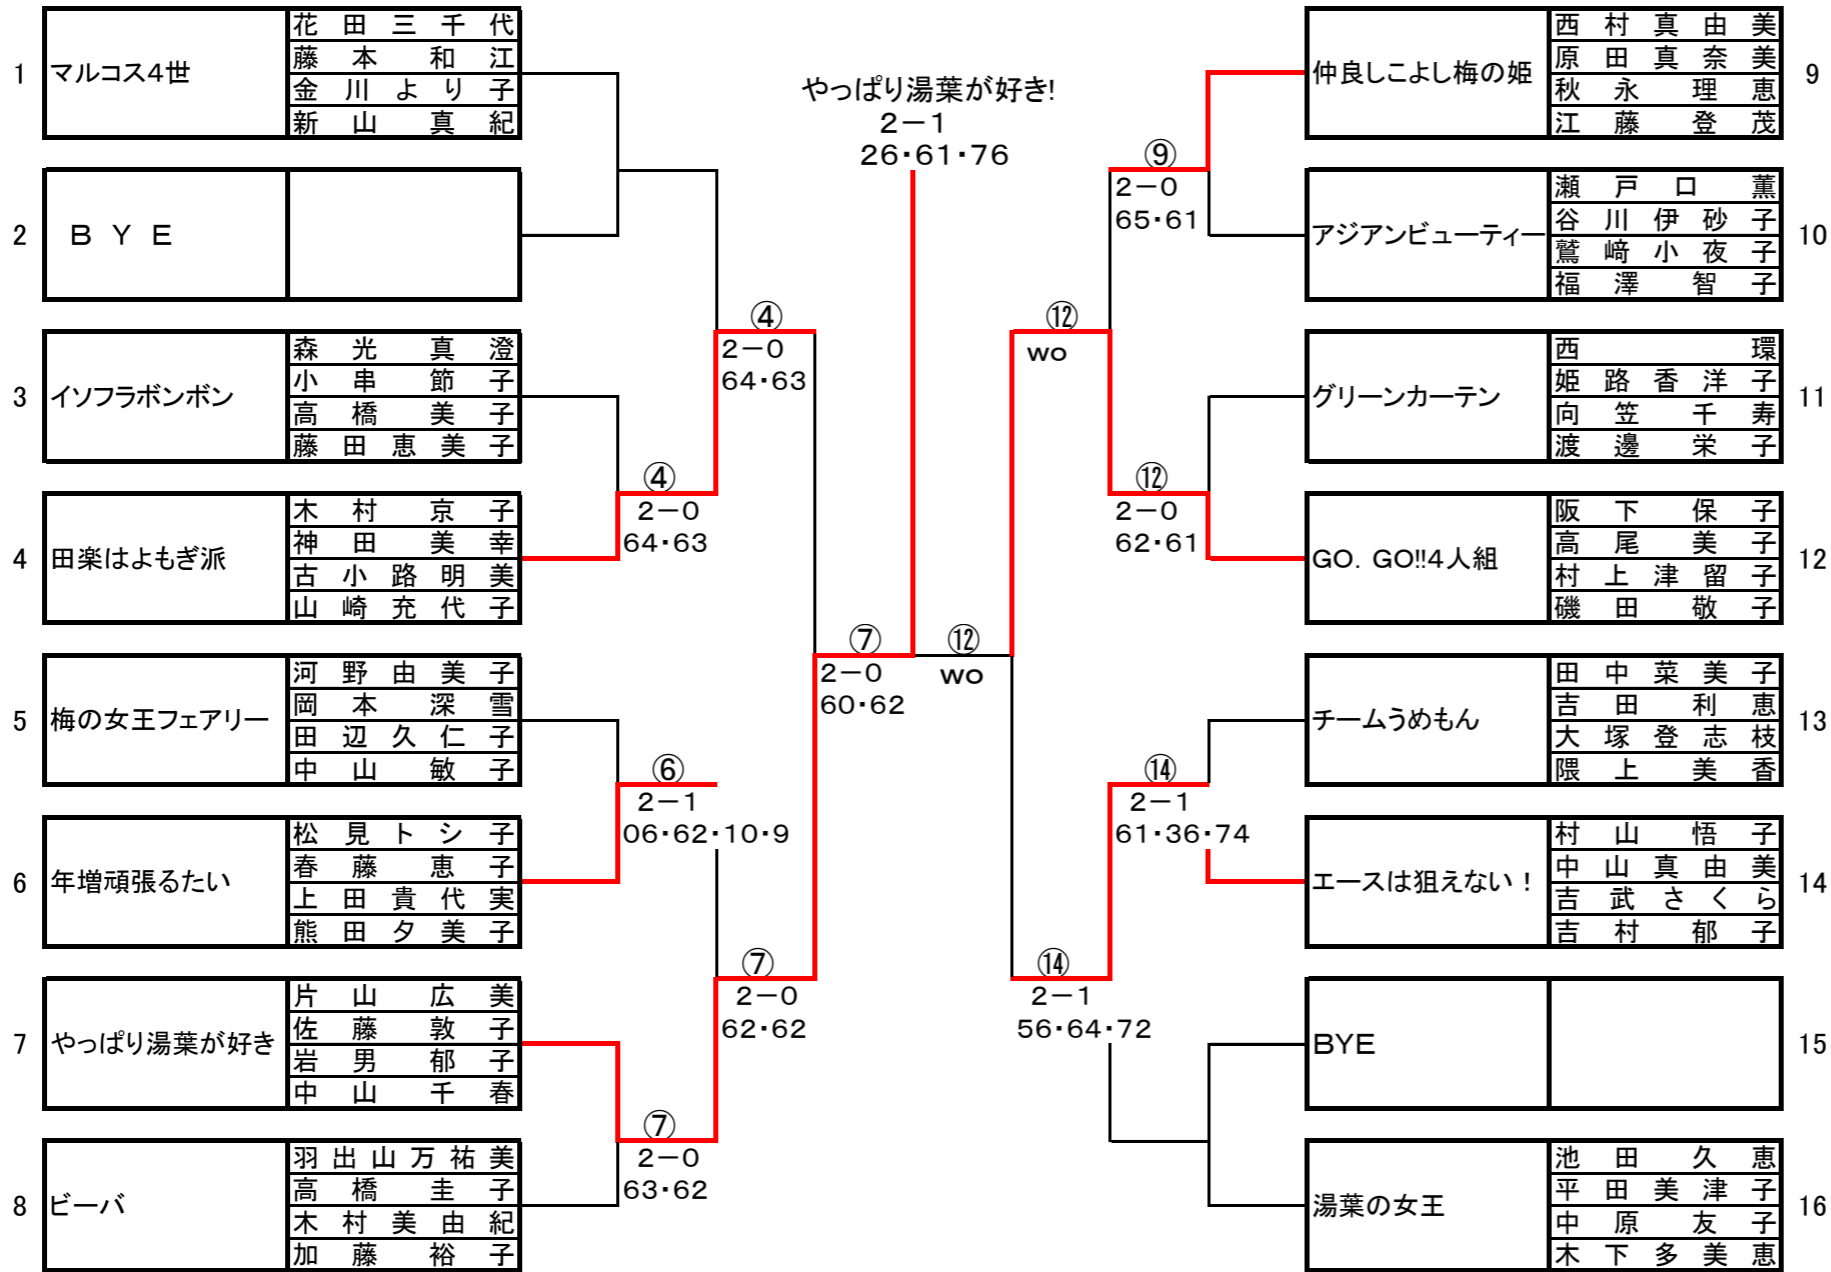 1 マルコス4世
花田三千代
藤本和江
金川より子
新山真紀
2 BYE
3 イソフラボンボン
森光真澄
小串節子
高橋美子
藤田恵美子
4 田楽はよもぎ派
木村京子
神田美幸
古小路明美
山崎充代子
5 梅の女王フェアリー
河野由美子
岡本深雪
田辺久仁子
中山敏子
6 年増頑張るたい
松見トシ子
春藤恵子
上田貴代実
熊田夕美子
7 やっぱり湯葉が好き
片山広美
佐藤敦子
岩男郁子
中山千春
8 ビーバ
羽出山万祐美
高橋圭子
木村美由紀
加藤裕子
④
2-0
64・63
⑥
2-1
06・62・10・9
⑦
2-0
63・62
④
2-0
64・63
⑦
2-0
62・62
⑦
2-0
60・62
やっぱり湯葉が好き!
2-1
26・61・76
⑫
wo
⑫
wo
⑭
2-1
56・64・72
⑨
2-0
65・61
⑫
2-0
62・61
⑭
2-1
61・36・74
仲良しこよし梅の姫 9
西村真由美
原田真奈美
秋永理恵
江藤登茂
アジアンビューティー 10
瀬戸口薫
谷川伊砂子
鷲﨑小夜子
福澤智子
グリーンカーテン 11
西環
姫路香洋子
向笠千寿
渡邊栄子
GO.GO!!4人組 12
阪下保子
高尾美子
村上津留子
磯田敬子
チームうめもん 13
田中菜美子
吉田利恵
大塚登志枝
隈上美香
エースは狙えない! 14
村山悟子
中山真由美
吉武さくら
吉村郁子
BYE 15
湯葉の女王 16
池田久恵
平田美津子
中原友子
木下多美恵